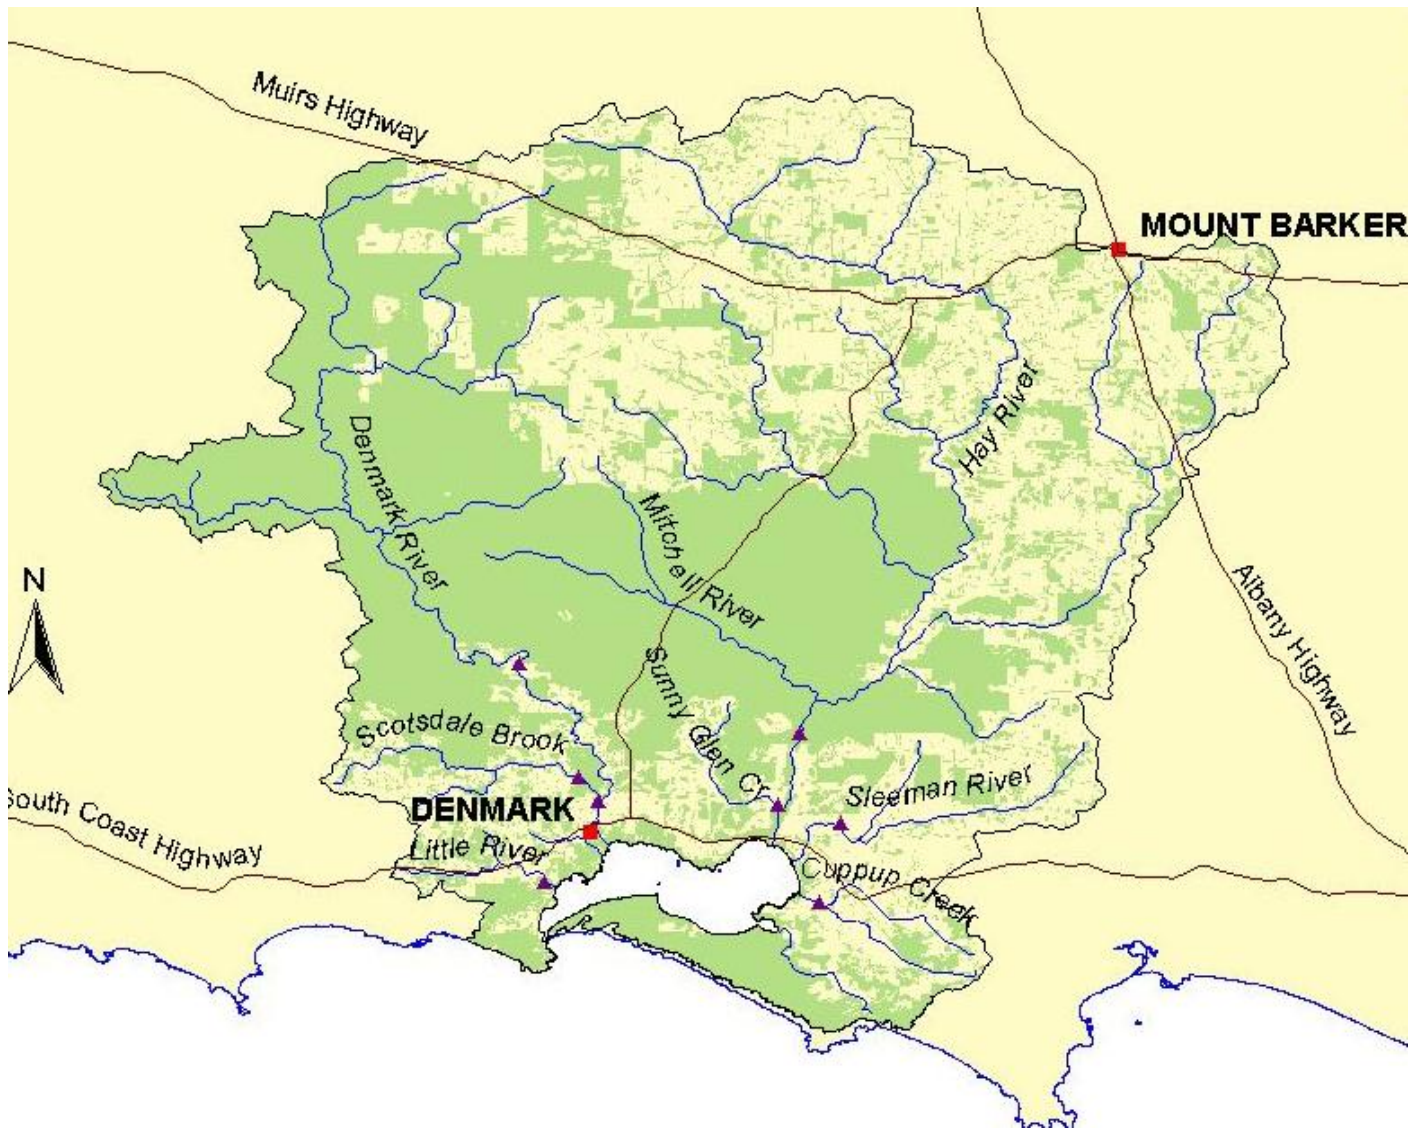 Muirs Highway
MOUNT BARKER
Hay River
Denmark River
Mitchell River
N
Albany Highway
Sunny Glen Cr
Scotsdale Brook
Sleeman River
DENMARK
South Coast Highway
Little River
Cuppup Creek